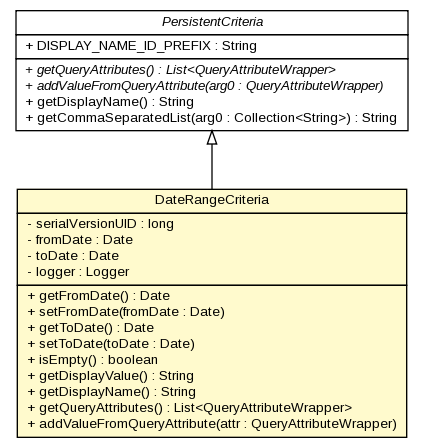 PersistentCriteria
+ DISPLAY_NAME_ID_PREFIX : String
+ getQueryAttributes() : List<QueryAttributeWrapper>
+ addValueFromQueryAttribute(arg0 : QueryAttributeWrapper)
+ getDisplayName() : String
+ getCommaSeparatedList(arg0 : Collection<String>) : String
DateRangeCriteria
- serialVersionUID : long
- fromDate : Date
- toDate : Date
- logger : Logger
+ getFromDate() : Date
+ setFromDate(fromDate : Date)
+ getToDate() : Date
+ setToDate(toDate : Date)
+ isEmpty() : boolean
+ getDisplayValue() : String
+ getDisplayName() : String
+ getQueryAttributes() : List<QueryAttributeWrapper>
+ addValueFromQueryAttribute(attr : QueryAttributeWrapper)